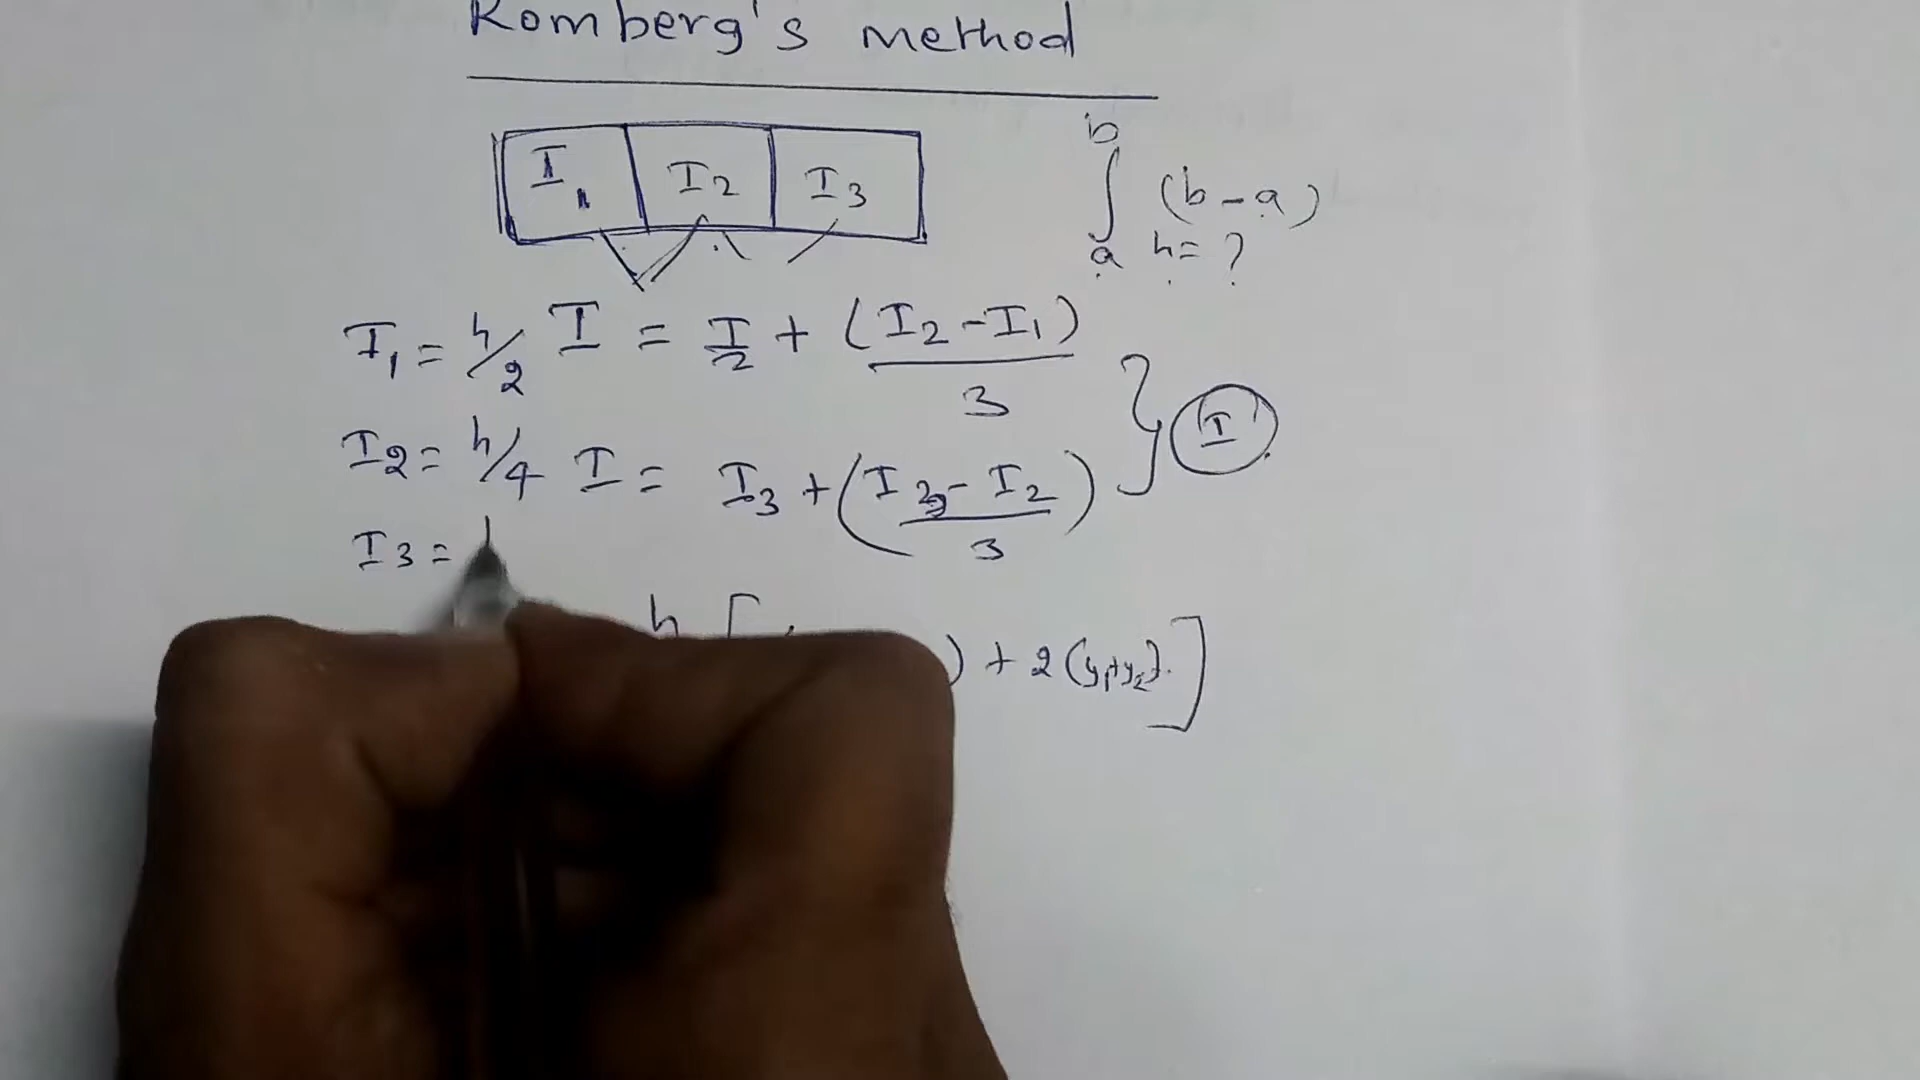 Romberg's method
I₁ I₂ I₃
b
∫ (b-a)
a h= ?
I₁ = h/2 I = I₂ + (I₂-I₁)/3
I₂ = h/4 I = I₃ + (I₃-I₂)/3 } I
I₃ =
h [ ) + 2(y₁+y₂). ]